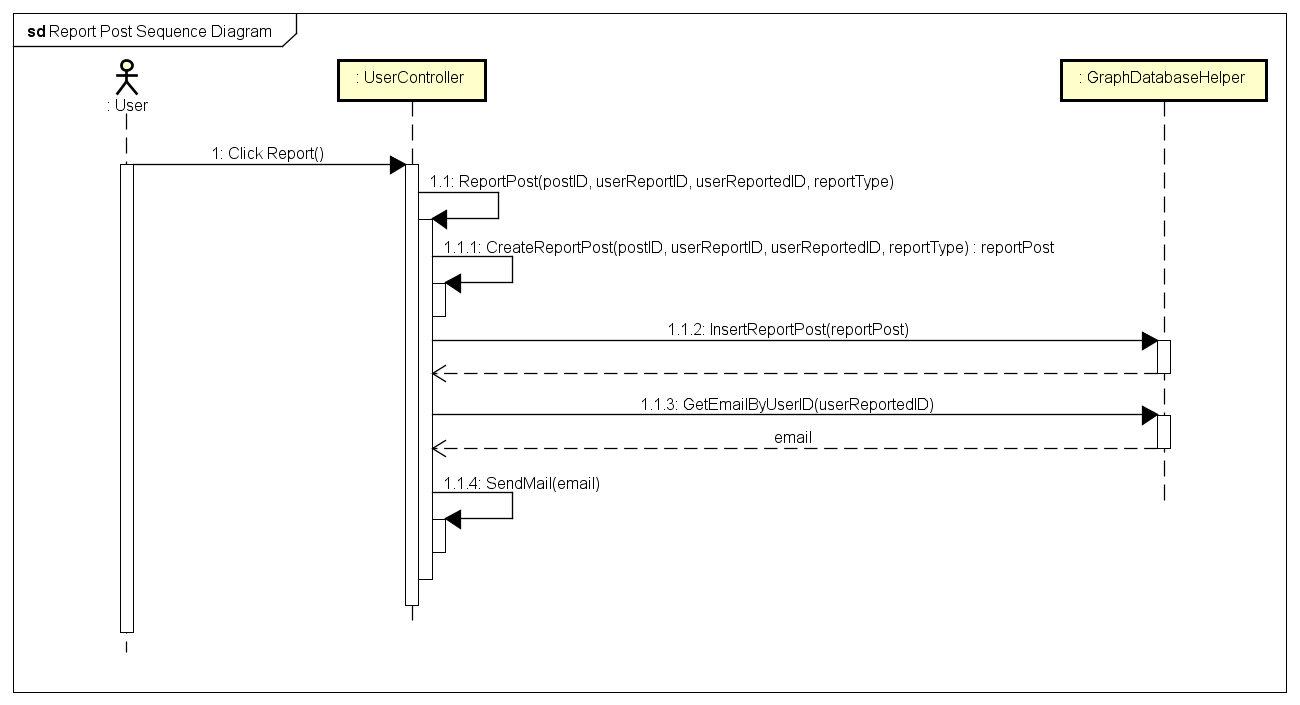 sd Report Post Sequence Diagram
: User
: UserController
: GraphDatabaseHelper
1: Click Report()
1.1: ReportPost(postID, userReportID, userReportedID, reportType)
1.1.1: CreateReportPost(postID, userReportID, userReportedID, reportType) : reportPost
1.1.2: InsertReportPost(reportPost)
1.1.3: GetEmailByUserID(userReportedID)
email
1.1.4: SendMail(email)